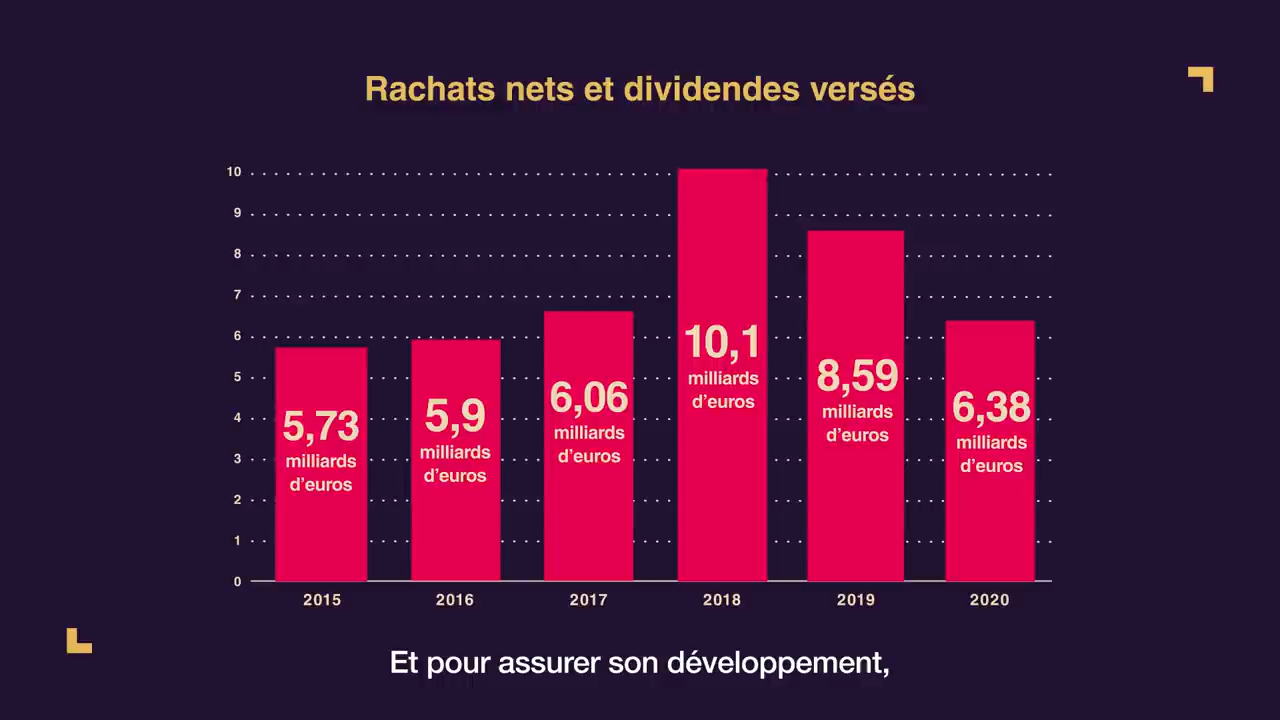 Rachats nets et dividendes versés
10
9
8
7
6
5
4
3
2
1
0
5,73
milliards
d'euros
5,9
milliards
d'euros
6,06
milliards
d'euros
10,1
milliards
d'euros
8,59
milliards
d'euros
6,38
milliards
d'euros
2015 2016 2017 2018 2019 2020
Et pour assurer son développement,